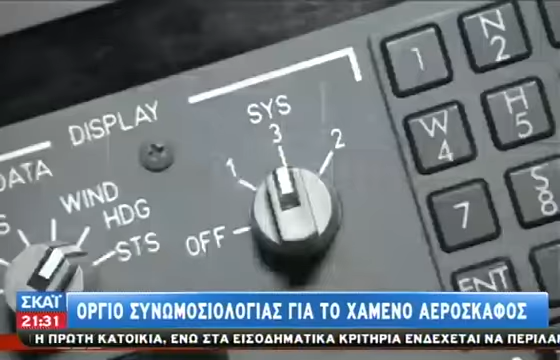 N
1 2
DISPLAY
SYS
3
1 2
OFF
DATA
WIND
HDG
STS
W H
4 5
7 S
8
ENT
ΣΚΑΪ
21:31
ΟΡΓΙΟ ΣΥΝΩΜΟΣΙΟΛΟΓΙΑΣ ΓΙΑ ΤΟ ΧΑΜΕΝΟ ΑΕΡΟΣΚΑΦΟΣ
Η ΠΡΩΤΗ ΚΑΤΟΙΚΙΑ, ΕΝΩ ΣΤΑ ΕΙΣΟΔΗΜΑΤΙΚΑ ΚΡΙΤΗΡΙΑ ΕΝΔΕΧΕΤΑΙ ΝΑ ΠΕΡΙΛΑ